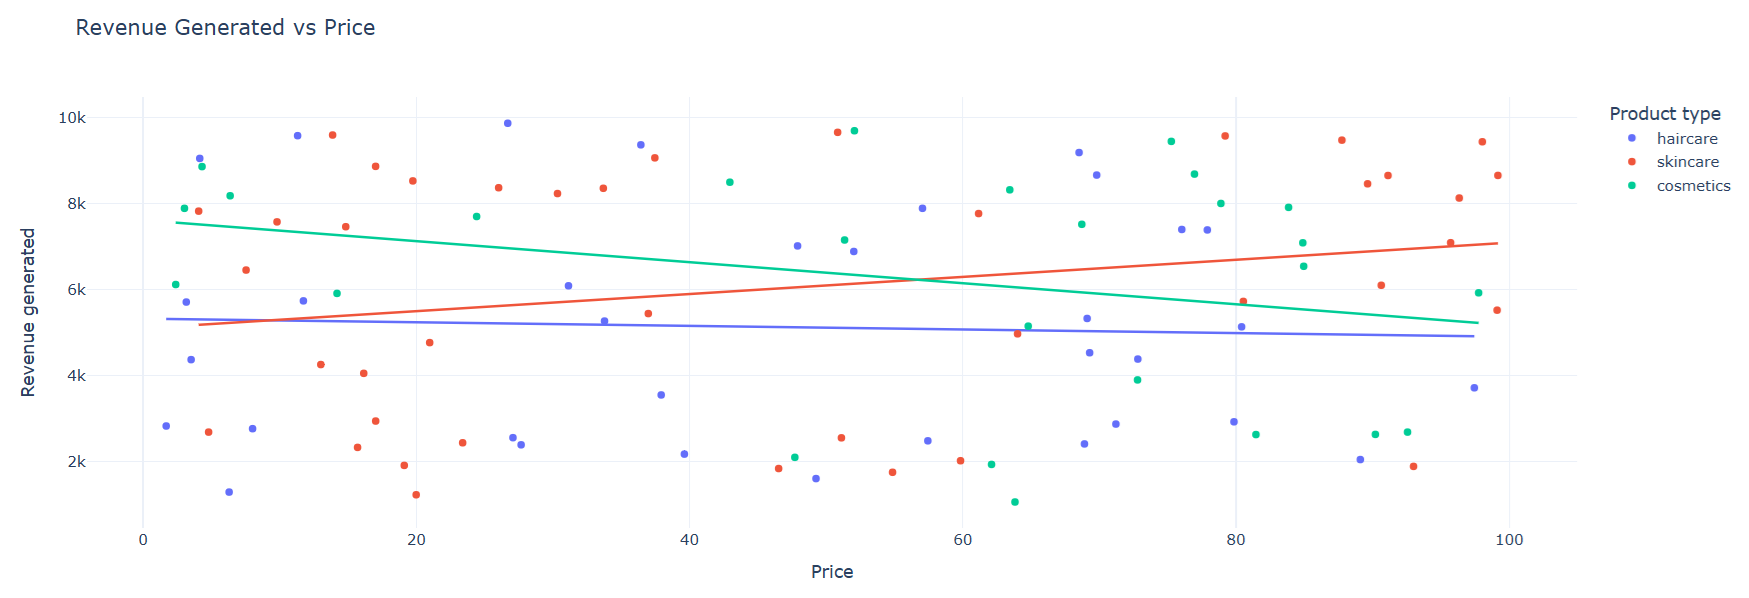 Revenue Generated vs Price
Product type
haircare
skincare
cosmetics
Revenue generated
10k
8k
6k
4k
2k
0
20
40
60
80
100
Price